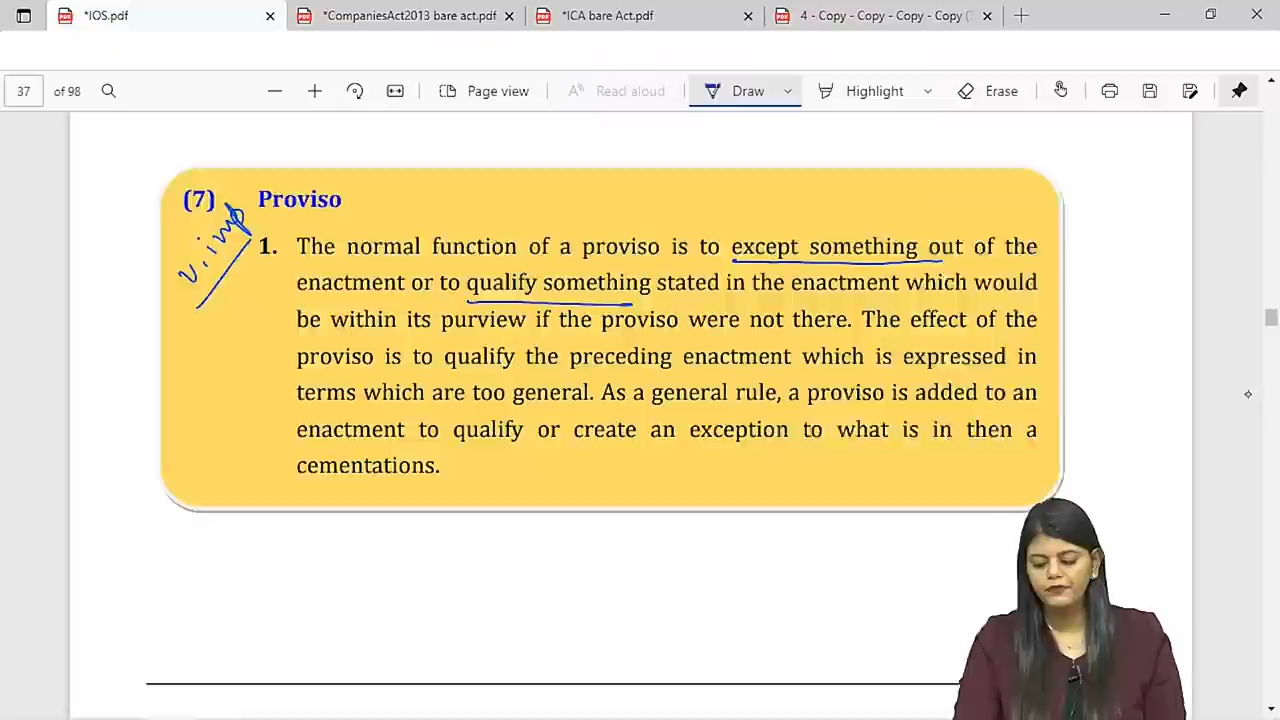 *IOS.pdf
*CompaniesAct2013 bare act.pdf
*ICA bare Act.pdf
4 - Copy - Copy - Copy - Copy (
37 of 98
Page view
Read aloud
Draw
Highlight
Erase
(7) Proviso
v.imp
1. The normal function of a proviso is to except something out of the
enactment or to qualify something stated in the enactment which would
be within its purview if the proviso were not there. The effect of the
proviso is to qualify the preceding enactment which is expressed in
terms which are too general. As a general rule, a proviso is added to an
enactment to qualify or create an exception to what is in then a
cementations.